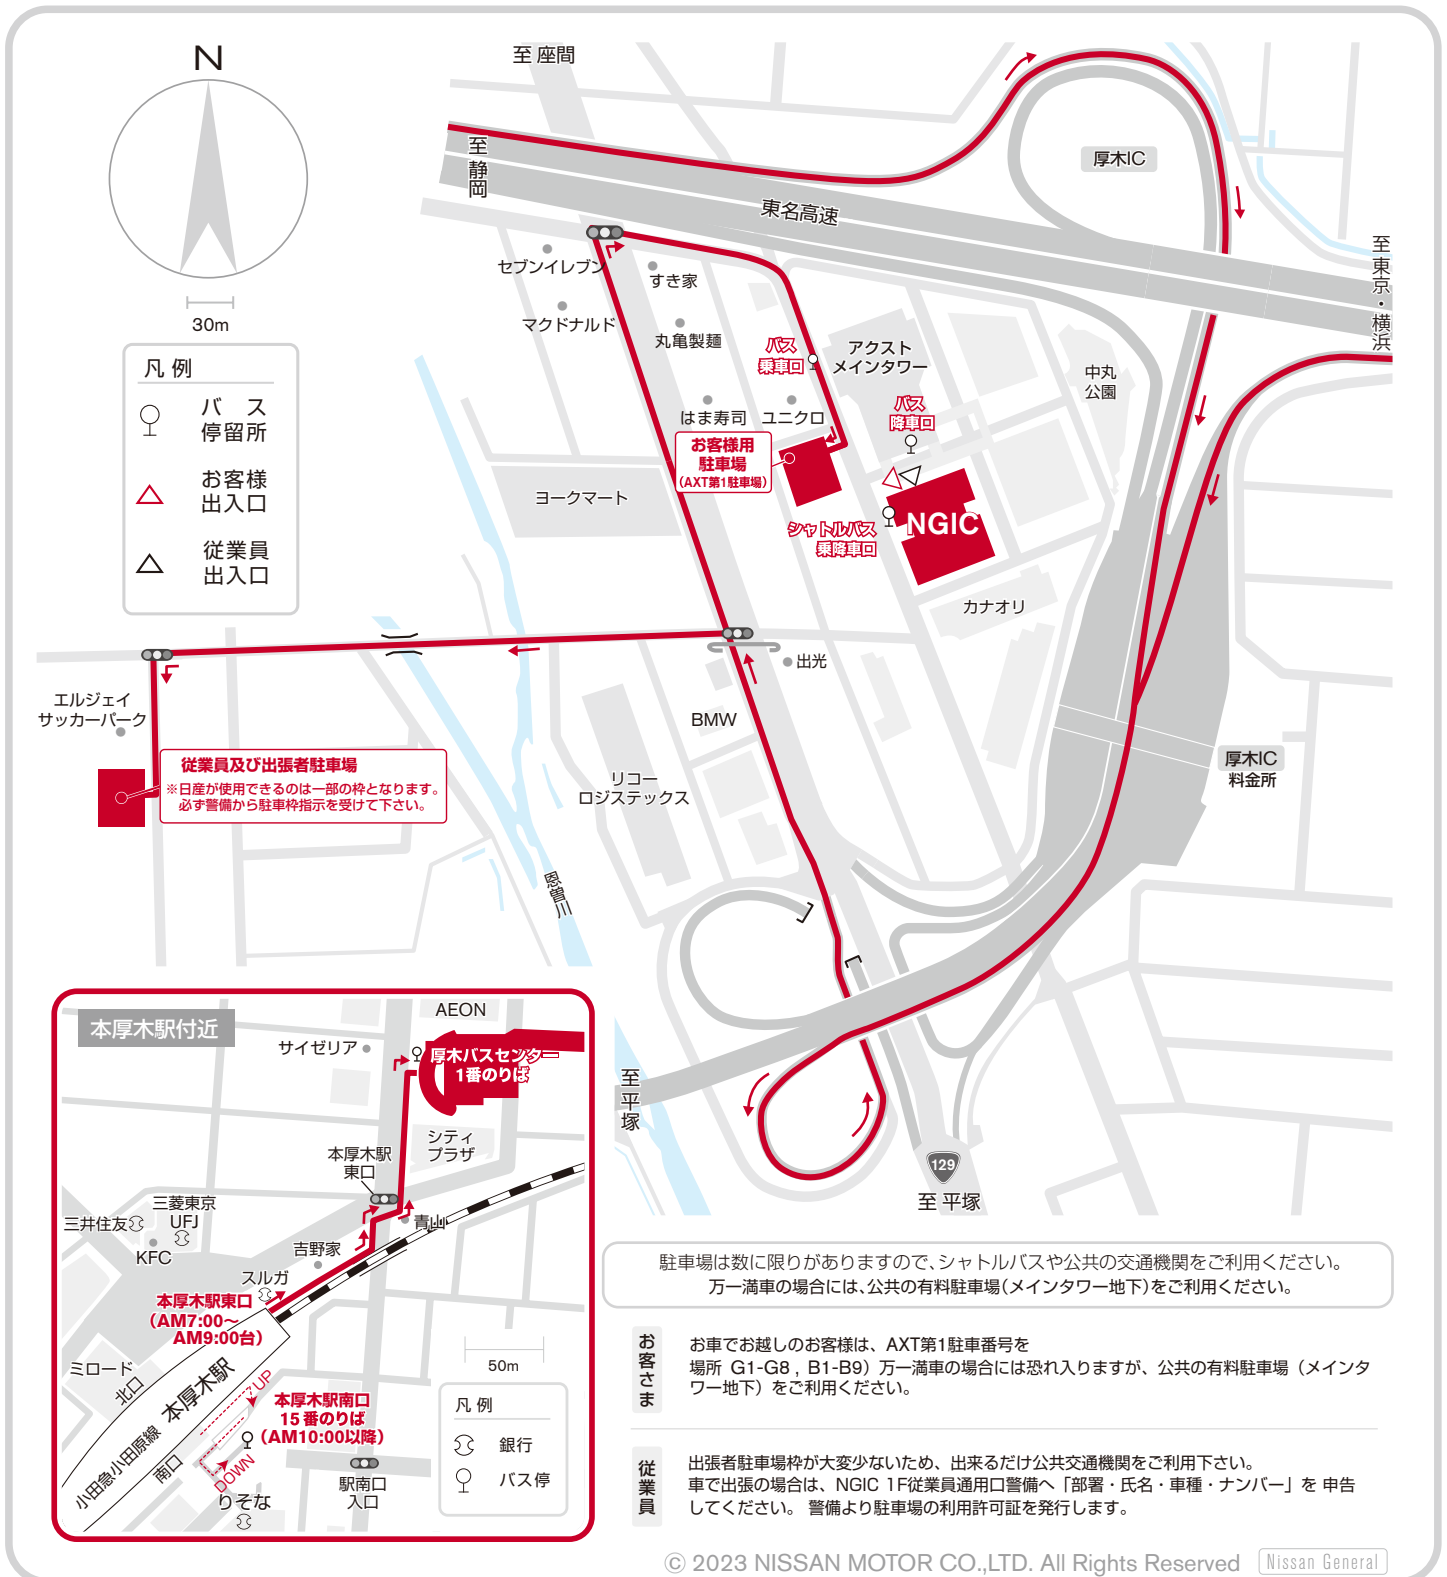 N
30m
凡 例
バ ス
停留所
お客様
出入口
従業員
出入口
至 座間
至静岡
東名高速
厚木IC
至東京・横浜
セブンイレブン
すき家
マクドナルド
丸亀製麺
バス
乗車口
アクスト
メインタワー
中丸
公園
はま寿司
ユニクロ
バス
降車口
お客様用
駐車場
(AXT第1駐車場)
ヨークマート
シャトルバス
乗降車口
NGIC
カナオリ
出光
BMW
エルジェイ
サッカーパーク
従業員及び出張者駐車場
※日産が使用できるのは一部の枠となります。
必ず警備から駐車枠指示を受けて下さい。
リコー
ロジステックス
厚木IC
料金所
恩曽川
至平塚
129
至 平塚
本厚木駅付近
AEON
サイゼリア
厚木バスセンター
1番のりば
シティ
プラザ
本厚木駅
東口
三菱東京
UFJ
三井住友
KFC
青山
吉野家
スルガ
本厚木駅東口
（AM7:00〜
AM9:00台）
ミロード
北口
本厚木駅
小田急小田原線
南口
UP
DOWN
本厚木駅南口
15番のりば
（AM10:00以降）
りそな
駅南口
入口
50m
凡 例
銀行
バス停
駐車場は数に限りがありますので、シャトルバスや公共の交通機関をご利用ください。
万一満車の場合には、公共の有料駐車場（メインタワー地下）をご利用ください。
お客さま
お車でお越しのお客様は、AXT第1駐車番号を
場所 G1-G8 , B1-B9）万一満車の場合には恐れ入りますが、公共の有料駐車場（メインタ
ワー地下）をご利用ください。
従業員
出張者駐車場枠が大変少ないため、出来るだけ公共交通機関をご利用下さい。
車で出張の場合は、NGIC 1F従業員通用口警備へ「部署・氏名・車種・ナンバー」を 申告
してください。 警備より駐車場の利用許可証を発行します。
© 2023 NISSAN MOTOR CO.,LTD. All Rights Reserved
Nissan General